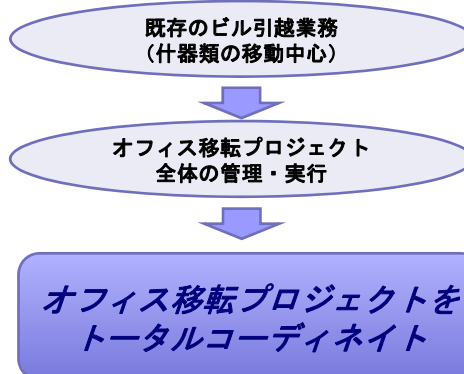 既存のビル引越業務
（什器類の移動中心）
オフィス移転プロジェクト
全体の管理・実行
オフィス移転プロジェクトを
トータルコーディネイト